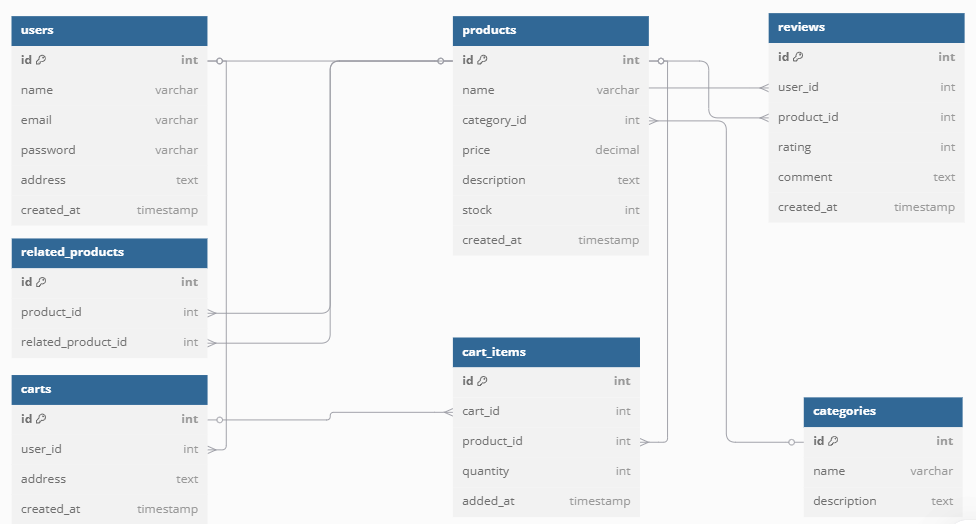 users
id int
name varchar
email varchar
password varchar
address text
created_at timestamp
related_products
id int
product_id int
related_product_id int
carts
id int
user_id int
address text
created_at timestamp
products
id int
name varchar
category_id int
price decimal
description text
stock int
created_at timestamp
cart_items
id int
cart_id int
product_id int
quantity int
added_at timestamp
reviews
id int
user_id int
product_id int
rating int
comment text
created_at timestamp
categories
id int
name varchar
description text